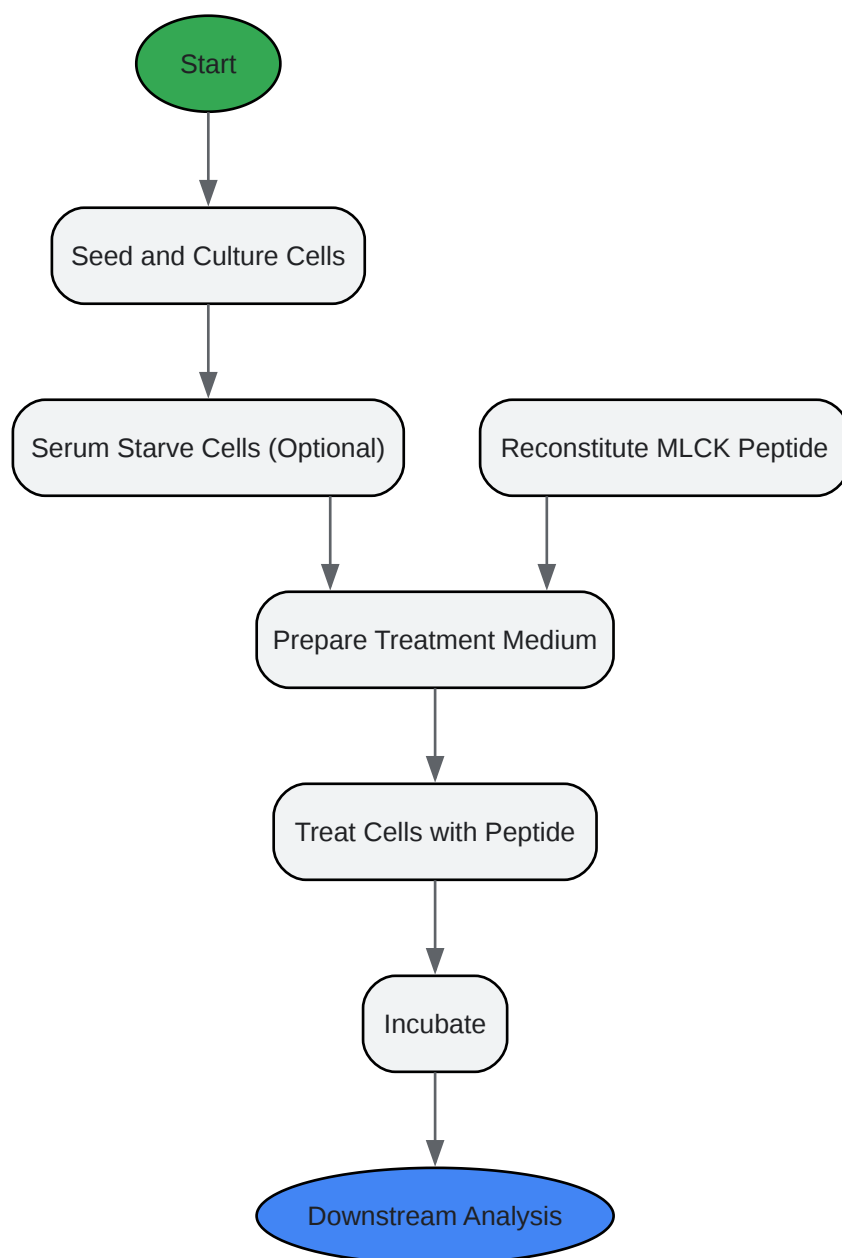 Start
Seed and Culture Cells
Serum Starve Cells (Optional)
Reconstitute MLCK Peptide
Prepare Treatment Medium
Treat Cells with Peptide
Incubate
Downstream Analysis